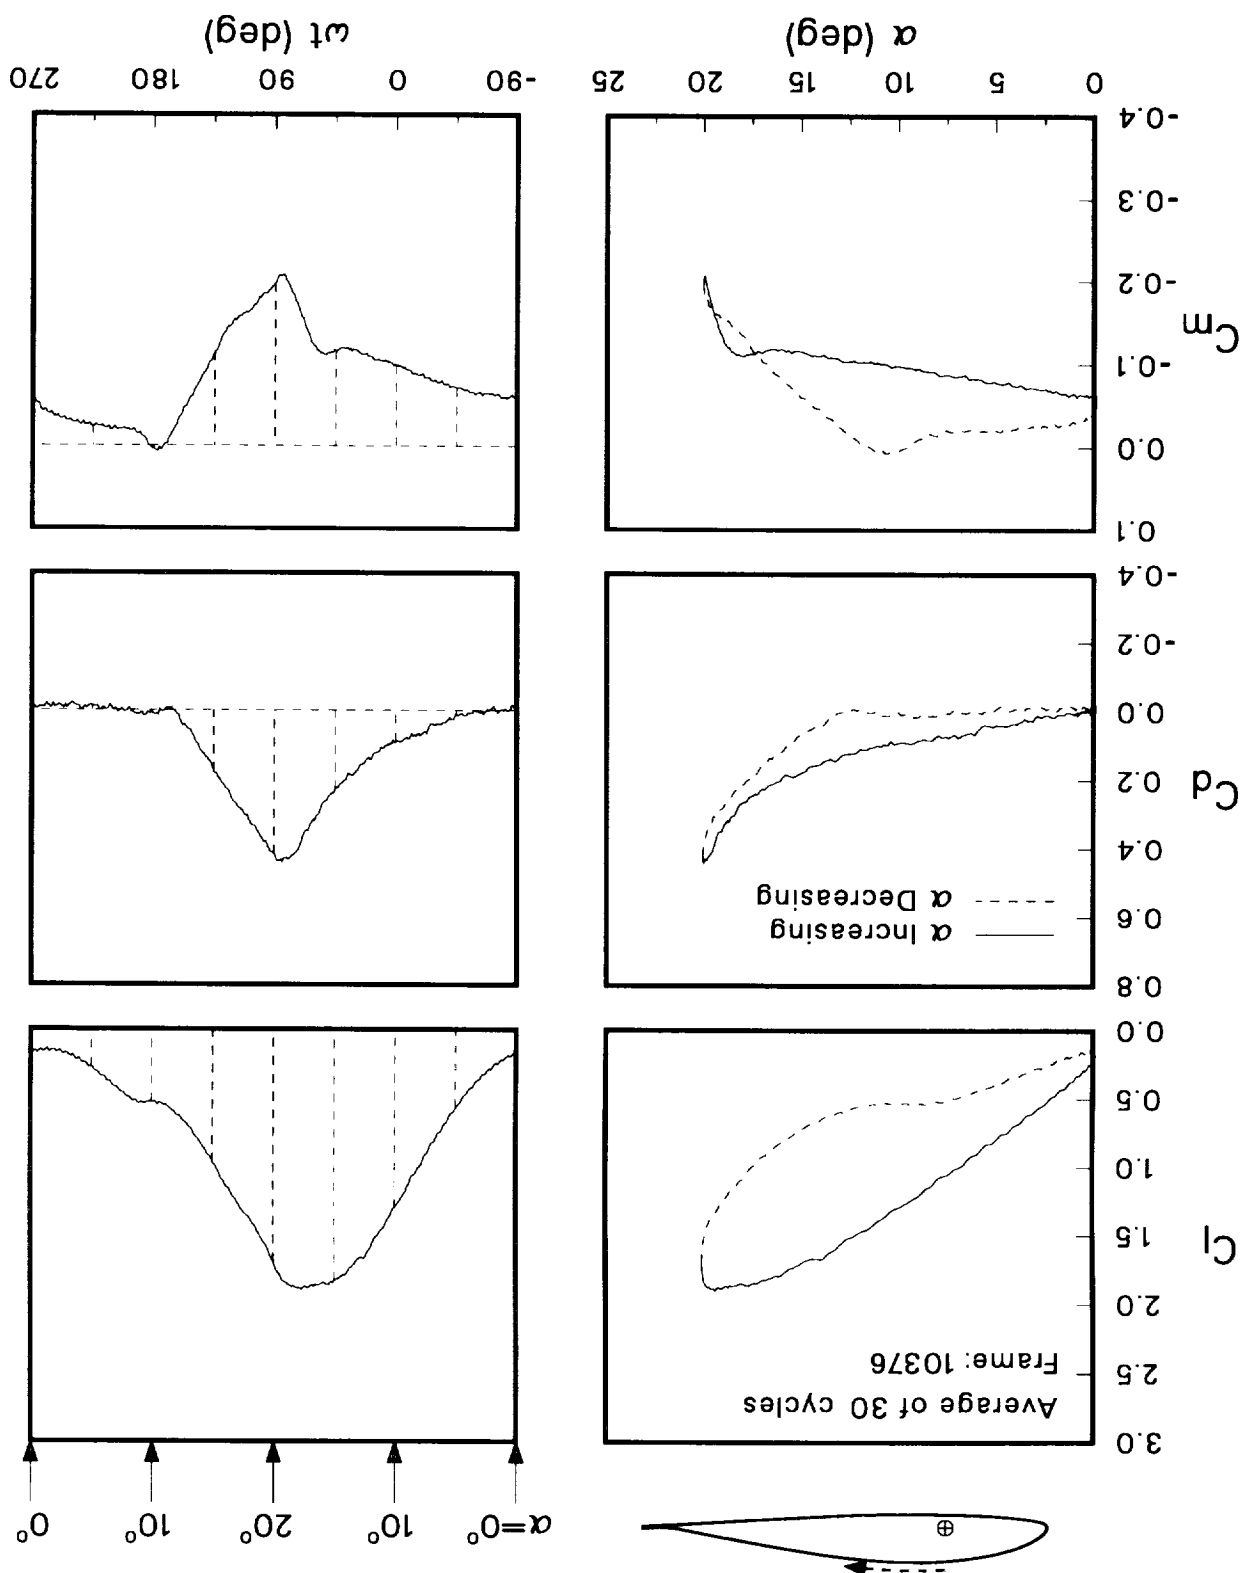 α=0° 10° 20° 10° 0°
3.0
2.5
2.0
1.5
1.0
0.5
0.0
C_l
Average of 30 cycles
Frame: 10376
0.8
0.6
0.4
0.2
0.0
-0.2
-0.4
C_d
α Increasing
α Decreasing
0.1
0.0
-0.1
-0.2
-0.3
-0.4
C_m
0 5 10 15 20 25
α (deg)
-90 0 90 180 270
ωt (deg)